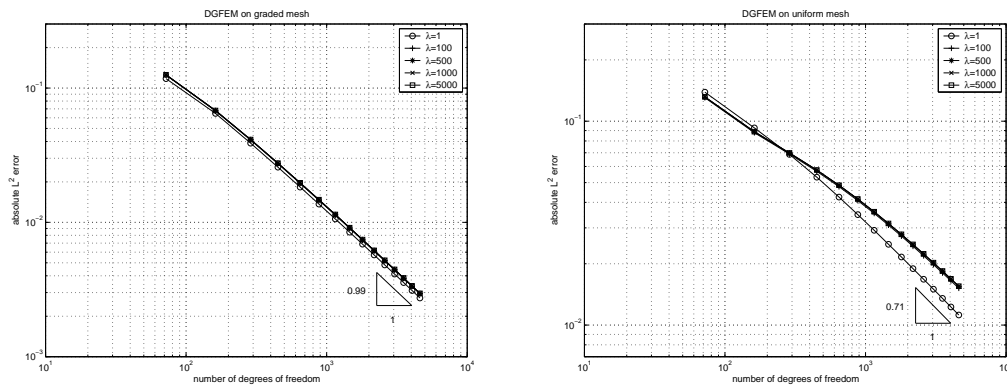 DGFEM on graded mesh
λ=1
λ=100
λ=500
λ=1000
λ=5000
10⁻¹
10⁻²
10⁻³
absolute L² error
0.99
1
10¹
10²
10³
10⁴
number of degrees of freedom
DGFEM on uniform mesh
λ=1
λ=100
λ=500
λ=1000
λ=5000
10⁻¹
10⁻²
absolute L² error
0.71
1
10¹
10²
10³
10⁴
number of degrees of freedom